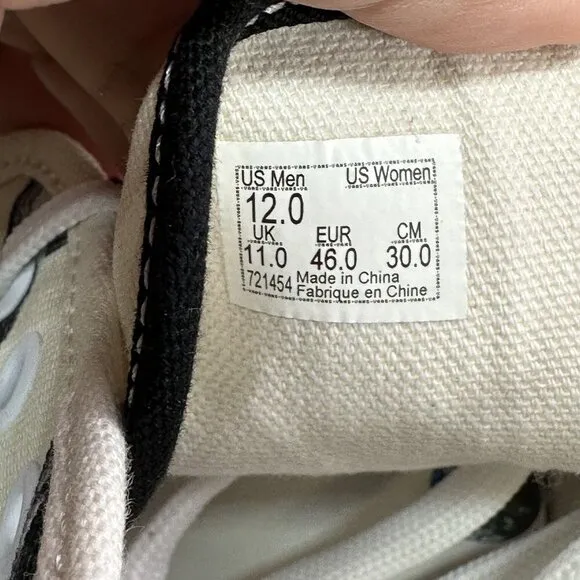 US Men US Women
12.0
UK EUR CM
11.0 46.0 30.0
721454 Made in China
Fabrique en Chine